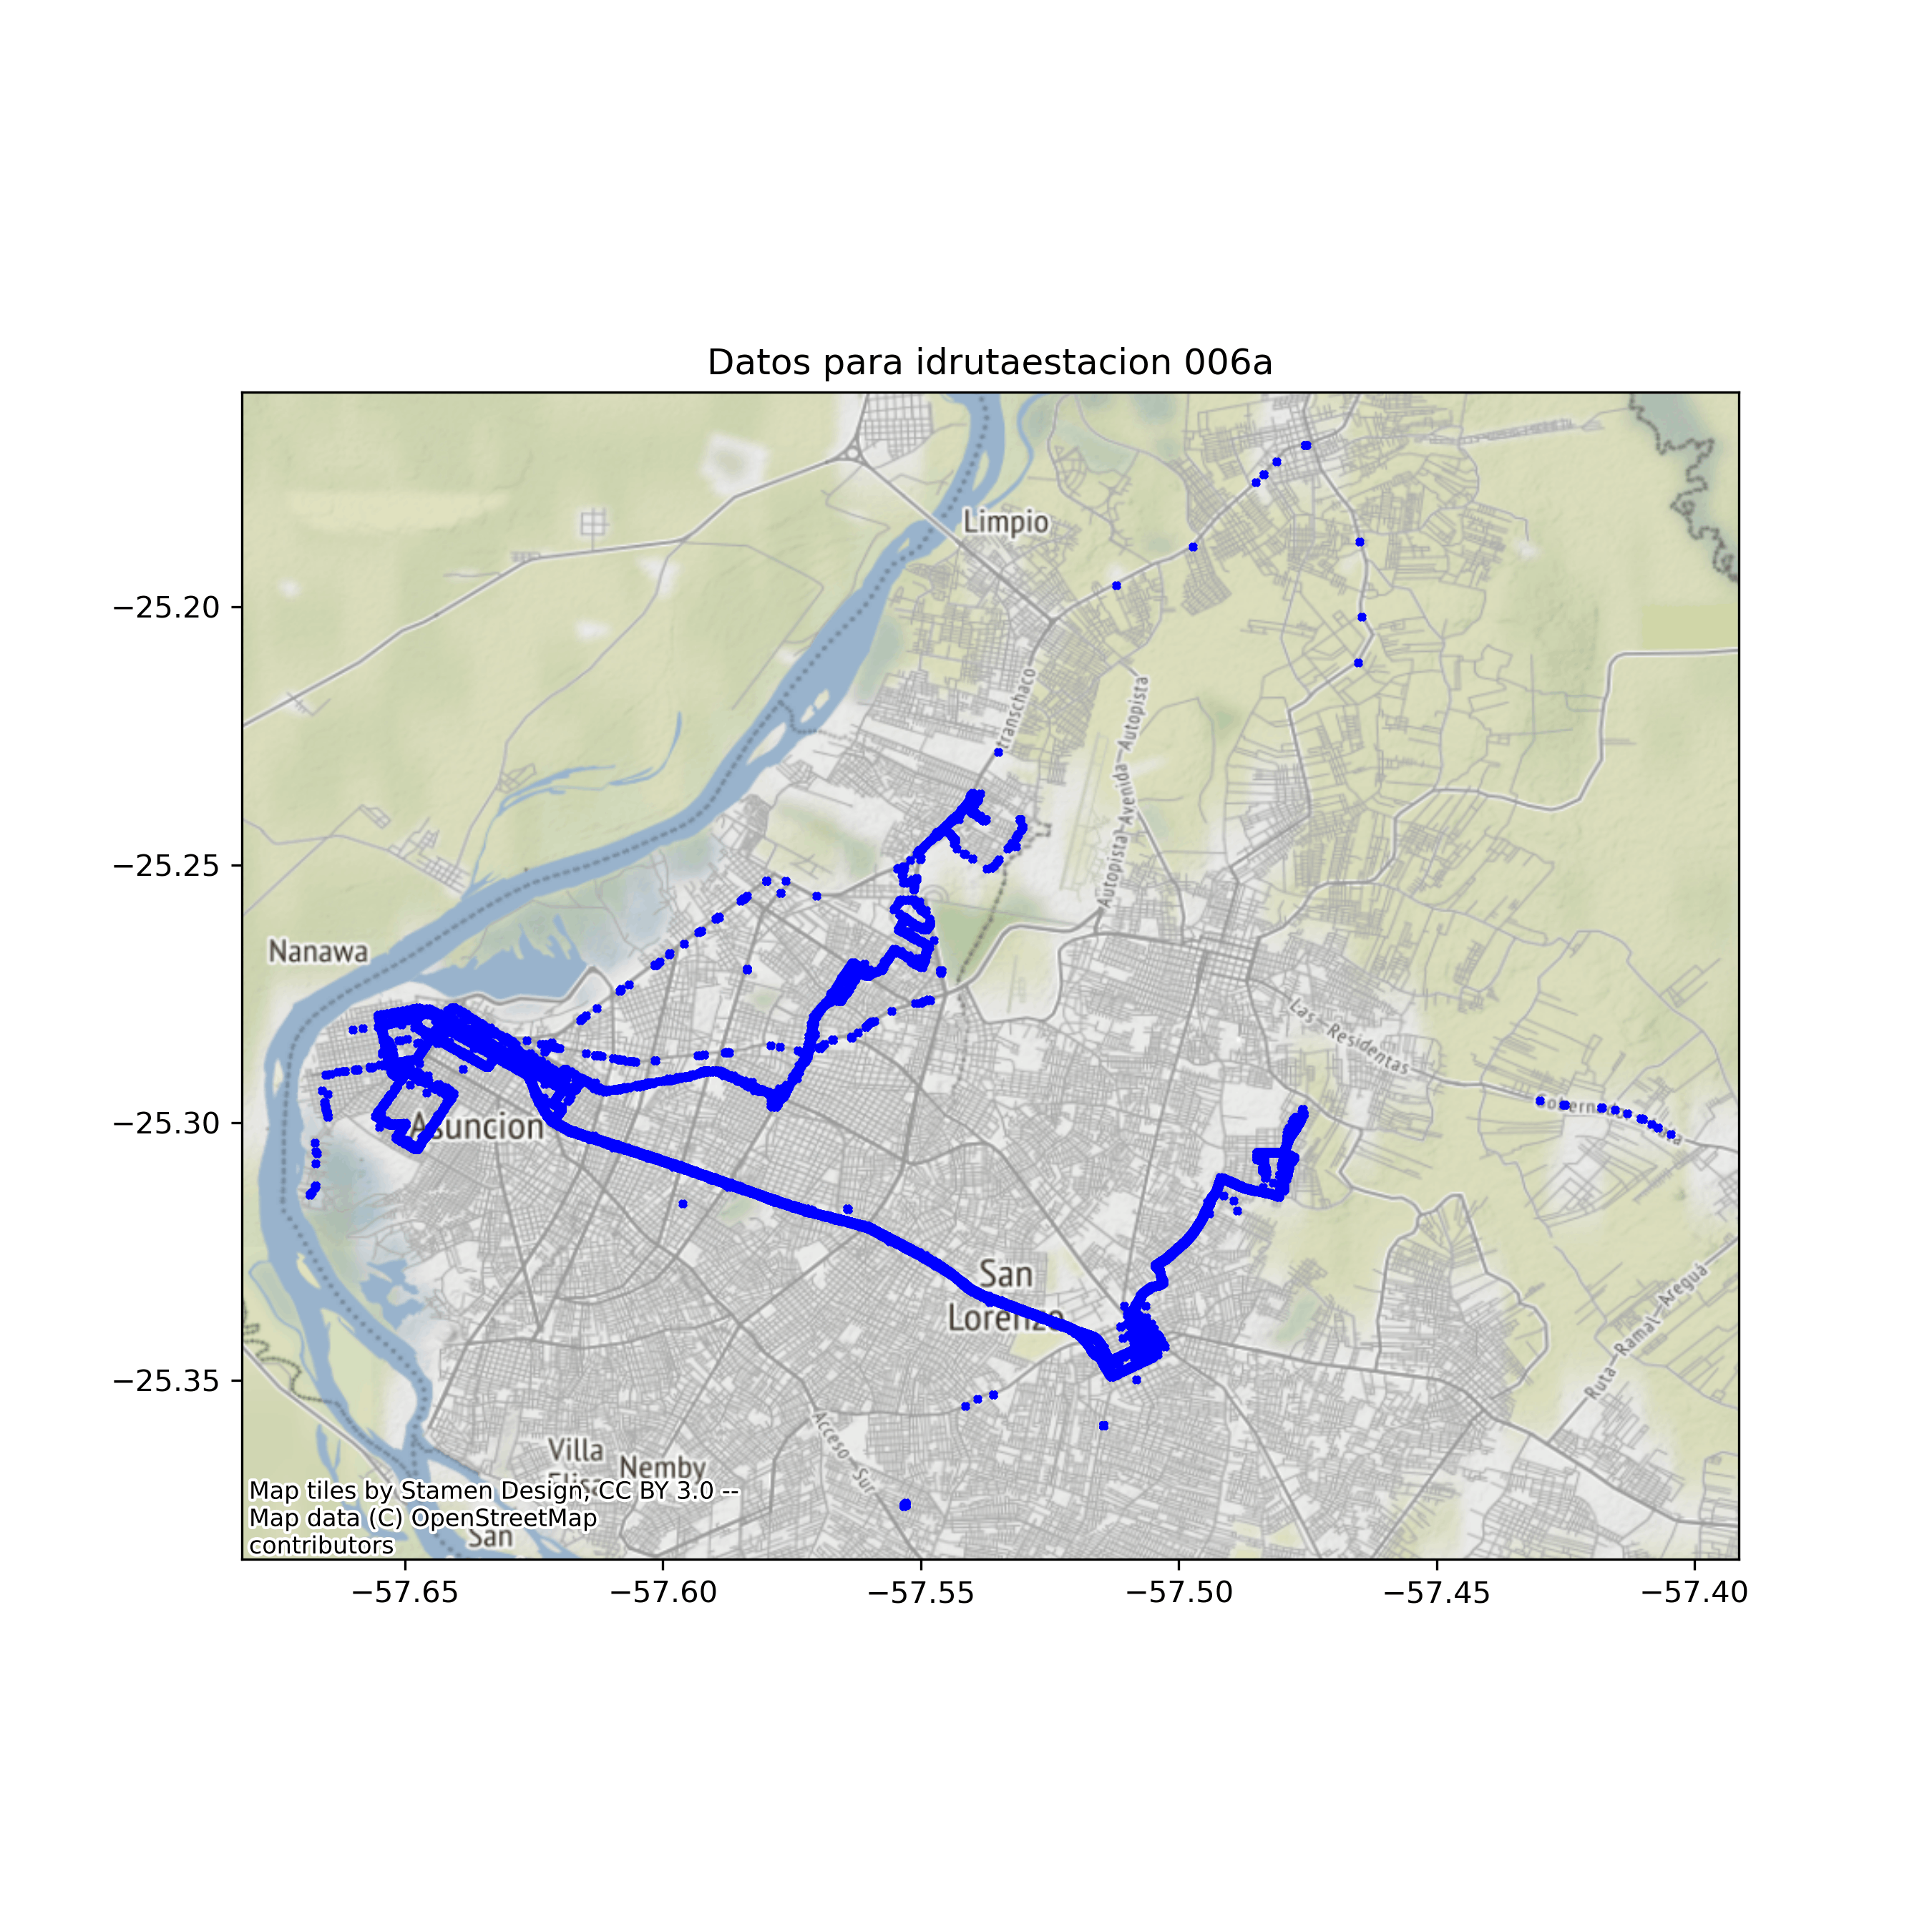 Datos para idrutaestacion 006a
Limpio
−25.20
Transchaco
Autopista Avenida Autopista
−25.25
Nanawa
Las Residentas
−25.30
Asuncion
San
Lorenzo
−25.35
Ruta Ramal Areguá
Acceso Sur
Villa
Nemby
Elisa
Map tiles by Stamen Design, CC BY 3.0 --
Map data (C) OpenStreetMap
contributors
San
−57.65
−57.60
−57.55
−57.50
−57.45
−57.40